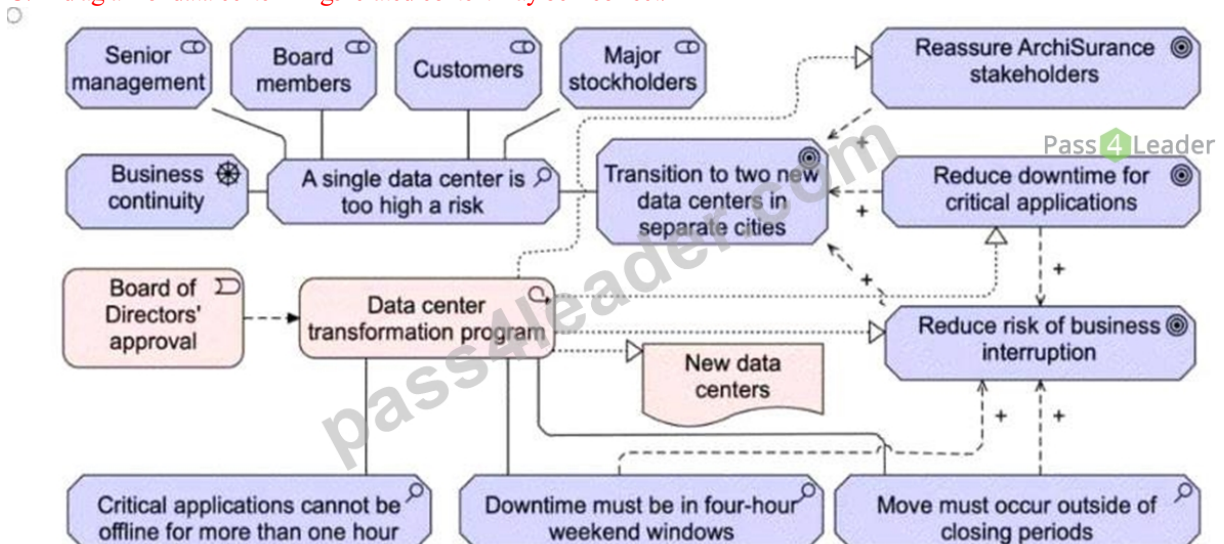 Senior
management
Board
members
Customers
Major
stockholders
Reassure ArchiSurance
stakeholders
Pass4Leader
Business
continuity
A single data center is
too high a risk
Transition to two new
data centers in
separate cities
Reduce downtime for
critical applications
+
+
+
+
Board of
Directors'
approval
Data center
transformation program
Reduce risk of business
interruption
New data
centers
+
+
pass4leader.com
Critical applications cannot be
offline for more than one hour
Downtime must be in four-hour
weekend windows
Move must occur outside of
closing periods